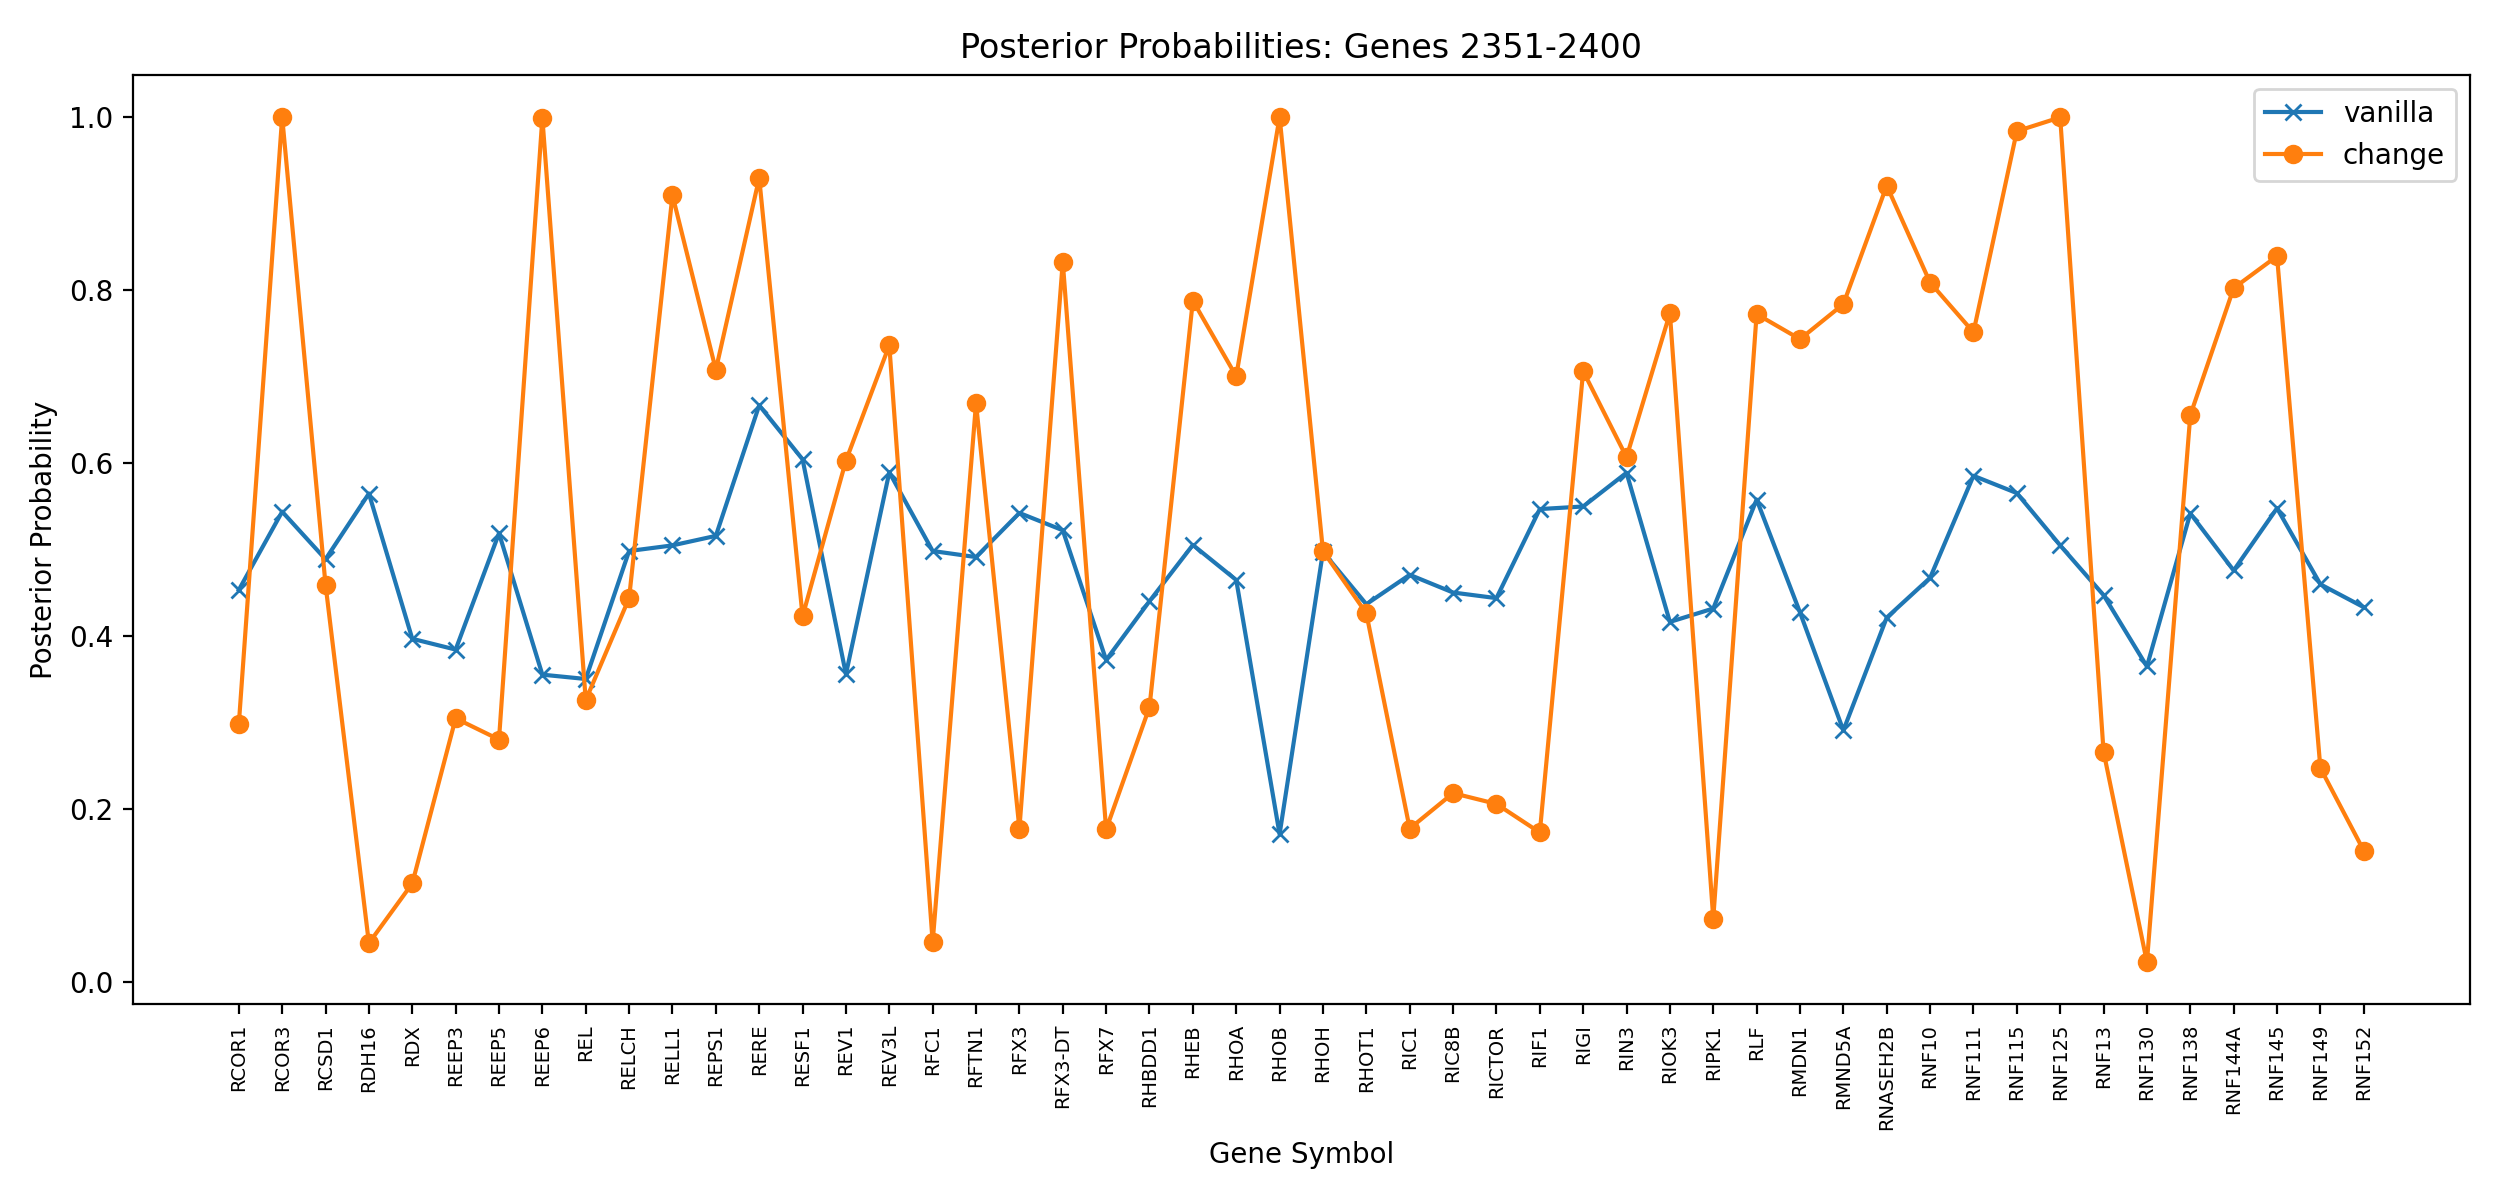 Posterior Probabilities: Genes 2351-2400
vanilla
change
Posterior Probability
1.0
0.8
0.6
0.4
0.2
0.0
RCOR1
RCOR3
RCSD1
RDH16
RDX
REEP3
REEP5
REEP6
REL
RELCH
RELL1
REPS1
RERE
RESF1
REV1
REV3L
RFC1
RFTN1
RFX3
RFX3-DT
RFX7
RHBDD1
RHEB
RHOA
RHOB
RHOH
RHOT1
RIC1
RIC8B
RICTOR
RIF1
RIGI
RIN3
RIOK3
RIPK1
RLF
RMDN1
RMND5A
RNASEH2B
RNF10
RNF111
RNF115
RNF125
RNF13
RNF130
RNF138
RNF144A
RNF145
RNF149
RNF152
Gene Symbol